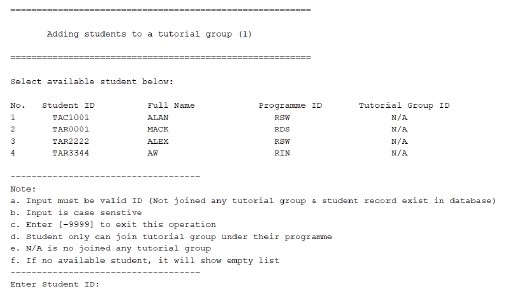 Adding students to a tutorial group (1)
Select available student below:
No. Student ID Full Name Programme ID Tutorial Group ID
1 TAC1001 ALAN RSW N/A
2 TAR0001 MACK RDS N/A
3 TAR2222 ALEX RSW N/A
4 TAR3344 AW RIN N/A
Note:
a. Input must be valid ID (Not joined any tutorial group & student record exist in database)
b. Input is case senstive
c. Enter [-9999] to exit this operation
d. Student only can join tutorial group under their programme
e. N/A is no joined any tutorial group
f. If no available student, it will show empty list
Enter Student ID: